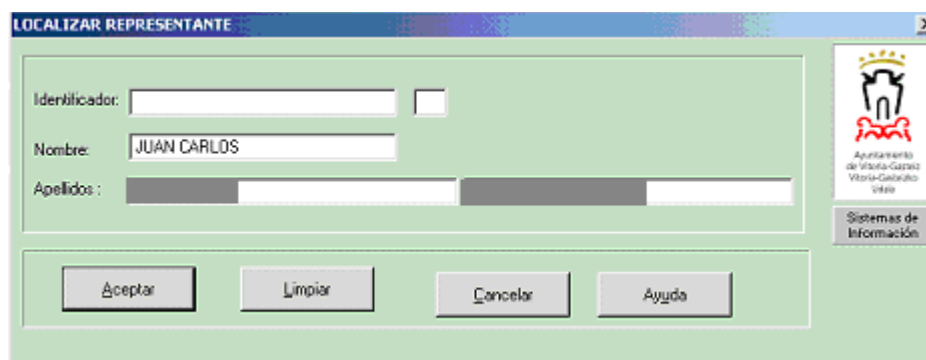 LOCALIZAR REPRESENTANTE
Identificador:
Nombre: JUAN CARLOS
Apellidos :
Ayuntamiento
de Vitoria-Gasteiz
Vitoria-Gasteizko
Udala
Sistemas de
Información
Aceptar
Limpiar
Cancelar
Ayuda